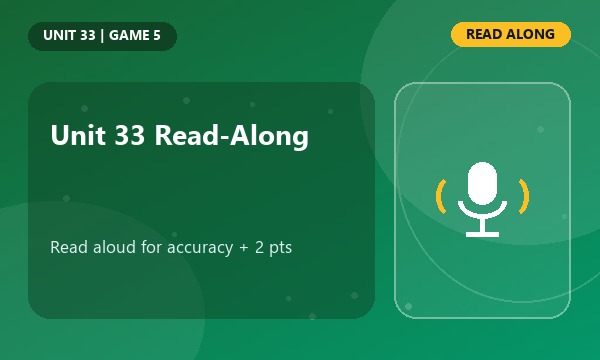 UNIT 33 | GAME 5
READ ALONG
Unit 33 Read-Along
Read aloud for accuracy + 2 pts